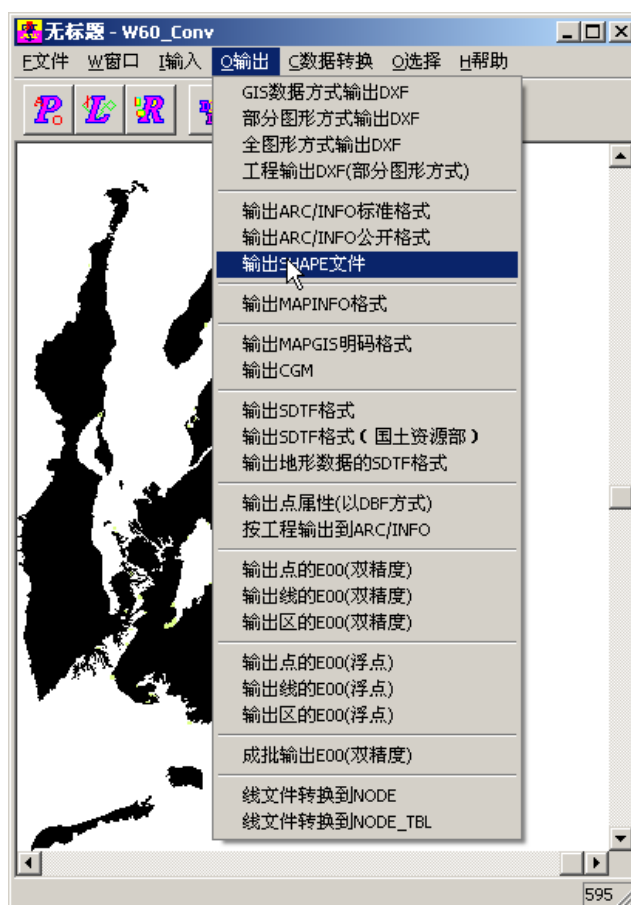 无标题 - W60_Conv
F文件 W窗口 I输入 O输出 C数据转换 O选择 H帮助
P. L R
GIS数据方式输出DXF
部分图形方式输出DXF
全图形方式输出DXF
工程输出DXF(部分图形方式)
输出ARC/INFO标准格式
输出ARC/INFO公开格式
输出SHAPE文件
输出MAPINFO格式
输出MAPGIS明码格式
输出CGM
输出SDTF格式
输出SDTF格式(国土资源部)
输出地形数据的SDTF格式
输出点属性(以DBF方式)
按工程输出到ARC/INFO
输出点的E00(双精度)
输出线的E00(双精度)
输出区的E00(双精度)
输出点的E00(浮点)
输出线的E00(浮点)
输出区的E00(浮点)
成批输出E00(双精度)
线文件转换到NODE
线文件转换到NODE_TBL
595